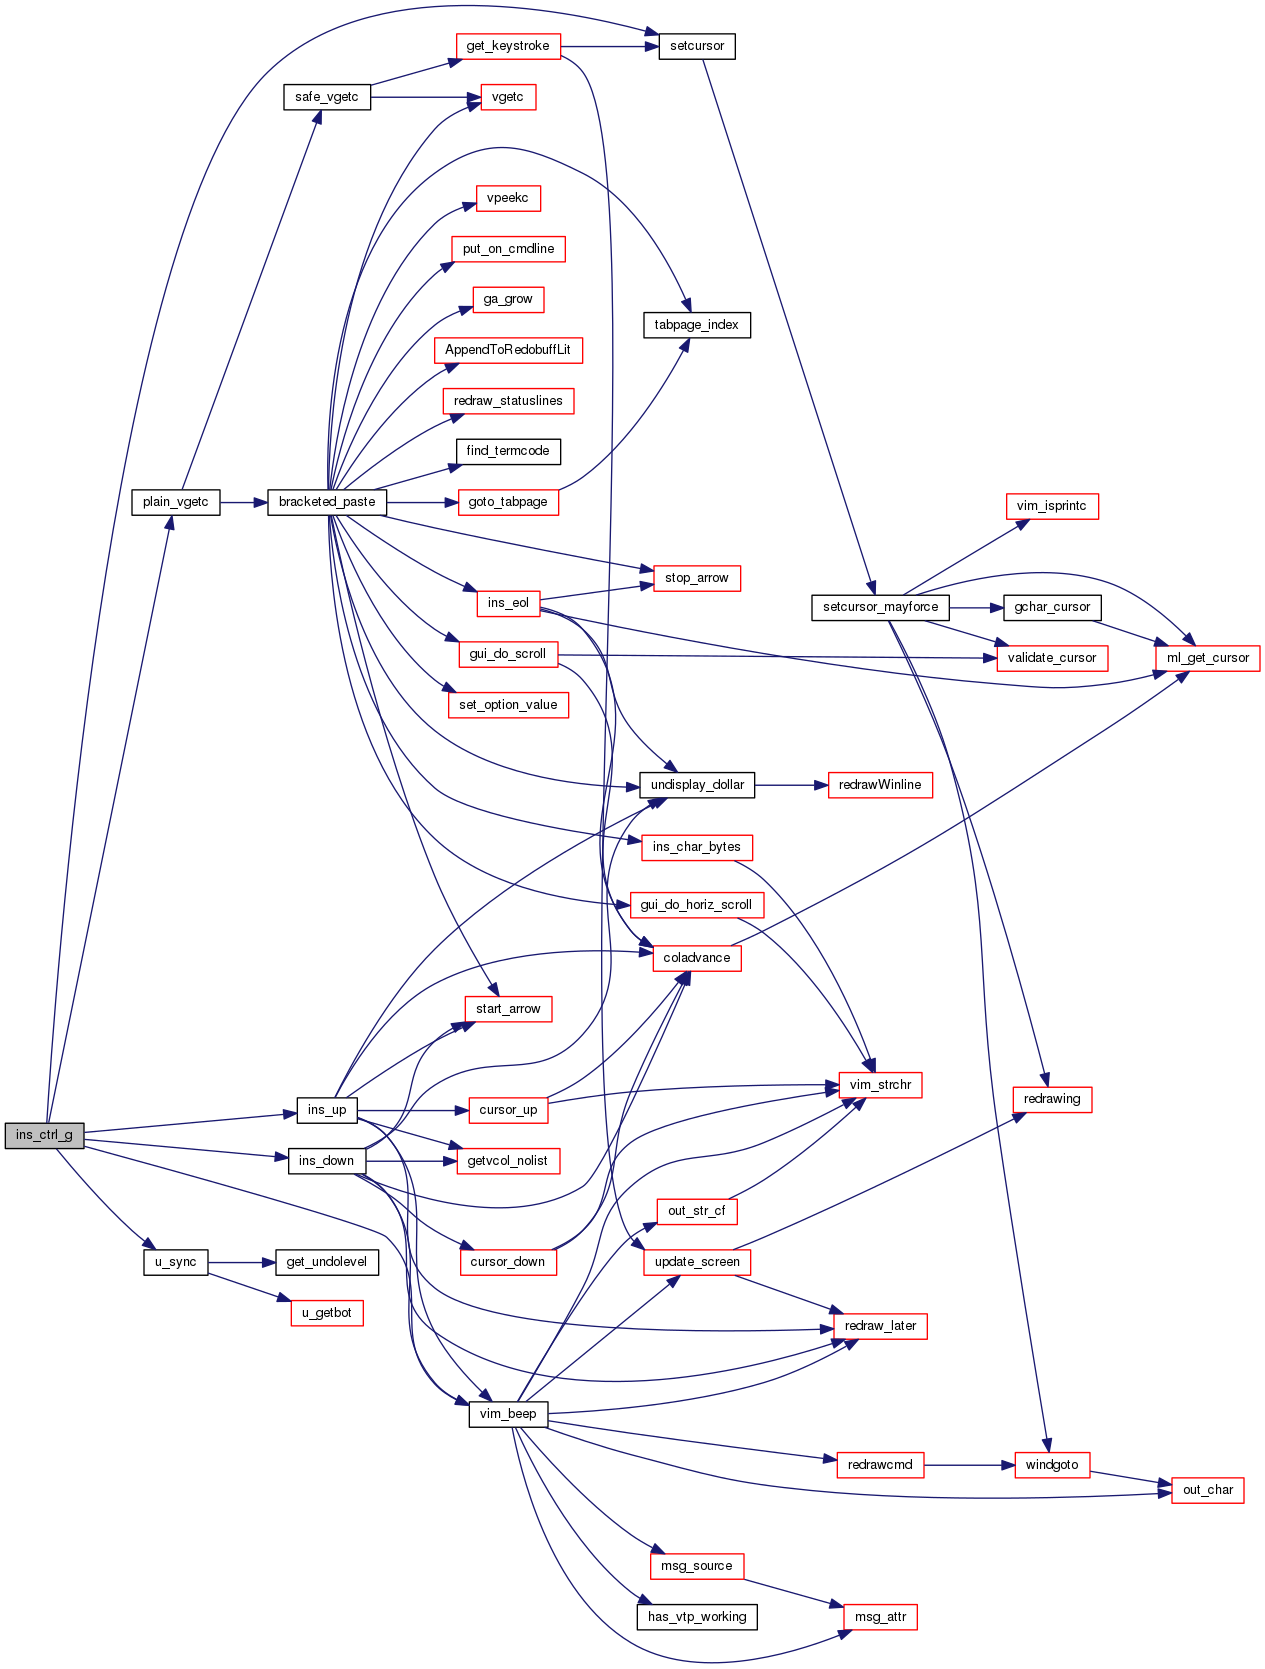 get_keystroke
setcursor
safe_vgetc
vgetc
vpeekc
put_on_cmdline
ga_grow
tabpage_index
AppendToRedobuffLit
redraw_statuslines
find_termcode
plain_vgetc
bracketed_paste
goto_tabpage
vim_isprintc
stop_arrow
ins_eol
setcursor_mayforce
gchar_cursor
gui_do_scroll
validate_cursor
ml_get_cursor
set_option_value
undisplay_dollar
redrawWinline
ins_char_bytes
gui_do_horiz_scroll
coladvance
start_arrow
vim_strchr
redrawing
ins_up
cursor_up
ins_ctrl_g
ins_down
getvcol_nolist
out_str_cf
u_sync
get_undolevel
cursor_down
update_screen
u_getbot
redraw_later
vim_beep
redrawcmd
windgoto
out_char
msg_source
has_vtp_working
msg_attr